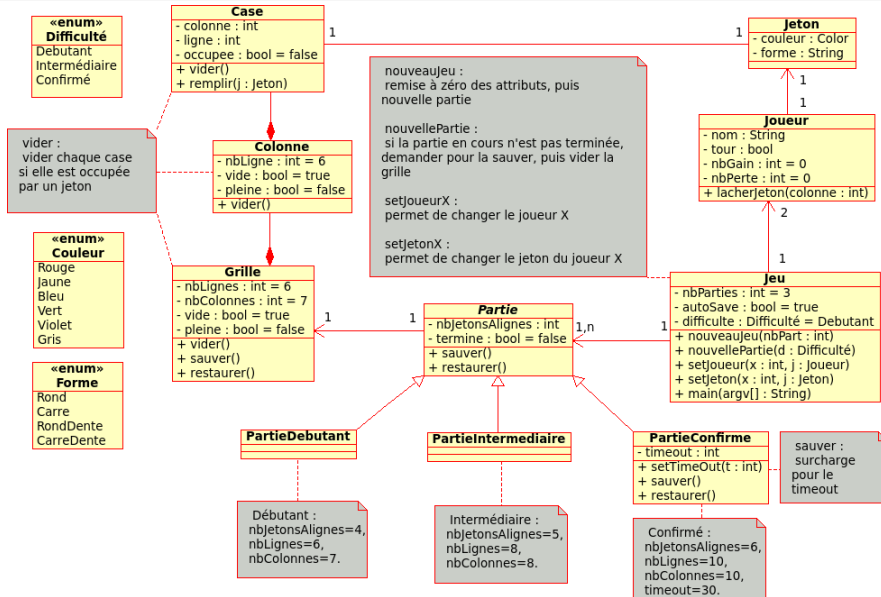 «enum»
Difficulté
Debutant
Intermédiaire
Confirmé
Case
- colonne : int
- ligne : int
- occupee : bool = false
+ vider()
+ remplir(j : Jeton)
1
1
Jeton
- couleur : Color
- forme : String
1
1
nouveauJeu :
remise à zéro des attributs, puis
nouvelle partie
nouvellePartie :
si la partie en cours n'est pas terminée,
demander pour la sauver, puis vider la
grille
setJoueurX :
permet de changer le joueur X
setJetonX :
permet de changer le jeton du joueur X
Joueur
- nom : String
- tour : bool
- nbGain : int = 0
- nbPerte : int = 0
+ lacherJeton(colonne : int)
2
1
vider :
vider chaque case
si elle est occupée
par un jeton
Colonne
- nbLigne : int = 6
- vide : bool = true
- pleine : bool = false
+ vider()
«enum»
Couleur
Rouge
Jaune
Bleu
Vert
Violet
Gris
Grille
- nbLignes : int = 6
- nbColonnes : int = 7
- vide : bool = true
- pleine : bool = false
+ vider()
+ sauver()
+ restaurer()
1
1
Partie
- nbJetonsAlignes : int
- termine : bool = false
+ sauver()
+ restaurer()
1,n
1
Jeu
- nbParties : int = 3
- autoSave : bool = true
- difficulte : Difficulté = Debutant
+ nouveauJeu(nbPart : int)
+ nouvellePartie(d : Difficulté)
+ setJoueur(x : int, j : Joueur)
+ setJeton(x : int, j : Jeton)
+ main(argv[] : String)
«enum»
Forme
Rond
Carre
RondDente
CarreDente
PartieDebutant
PartieIntermediaire
PartieConfirme
- timeout : int
+ setTimeOut(t : int)
+ sauver()
+ restaurer()
sauver :
surcharge
pour le
timeout
Débutant :
nbJetonsAlignes=4,
nbLignes=6,
nbColonnes=7.
Intermédiaire :
nbJetonsAlignes=5,
nbLignes=8,
nbColonnes=8.
Confirmé :
nbJetonsAlignes=6,
nbLignes=10,
nbColonnes=10,
timeout=30.